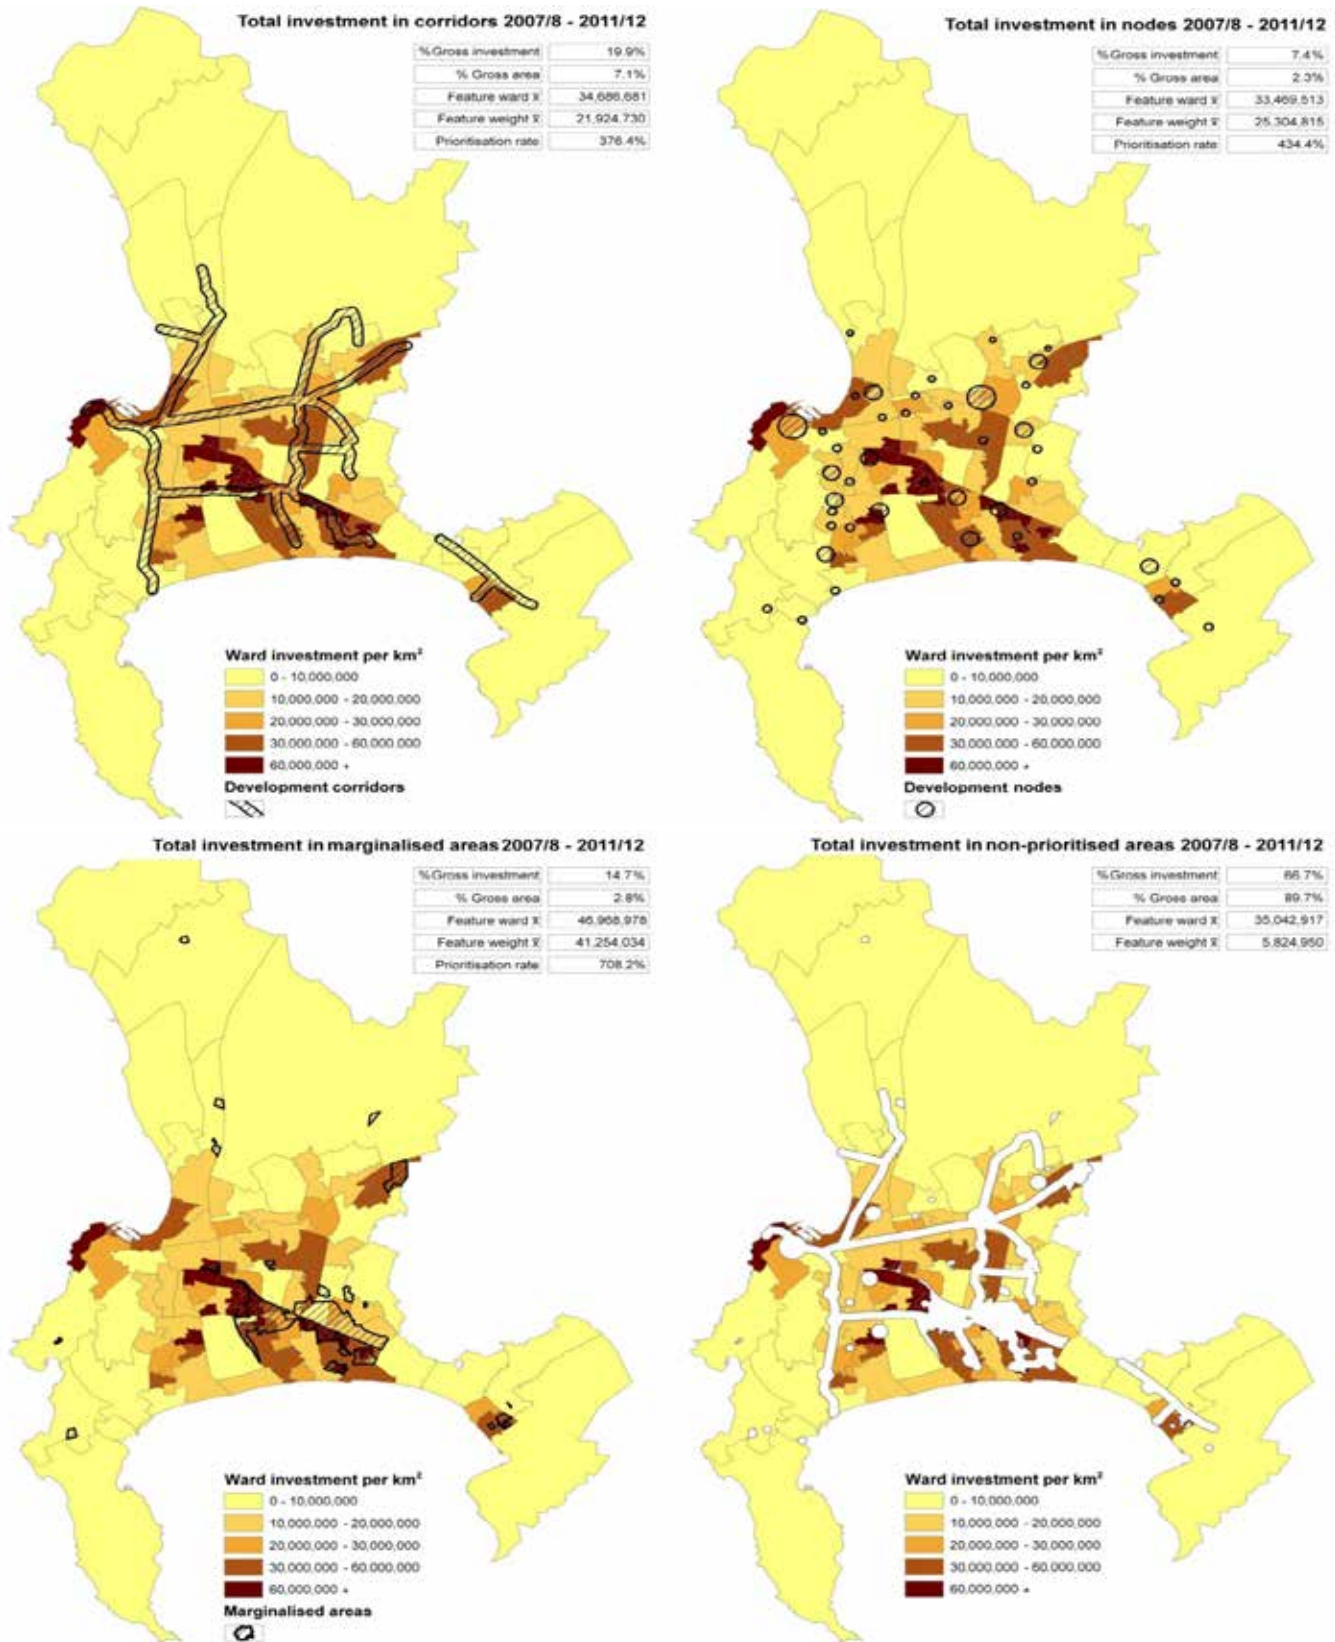 Total investment in corridors 2007/8 - 2011/12
%Gross investment 19.9%
% Gross area 7.1%
Feature ward x̄ 34,686,681
Feature weight x̄ 21,924,730
Prioritisation rate 376.4%
Ward investment per km²
0 - 10,000,000
10,000,000 - 20,000,000
20,000,000 - 30,000,000
30,000,000 - 60,000,000
60,000,000 +
Development corridors
Total investment in nodes 2007/8 - 2011/12
%Gross investment 7.4%
% Gross area 2.3%
Feature ward x̄ 33,469,513
Feature weight x̄ 25,304,815
Prioritisation rate 434.4%
Ward investment per km²
0 - 10,000,000
10,000,000 - 20,000,000
20,000,000 - 30,000,000
30,000,000 - 60,000,000
60,000,000 +
Development nodes
Total investment in marginalised areas 2007/8 - 2011/12
%Gross investment 14.7%
% Gross area 2.8%
Feature ward x̄ 46,968,978
Feature weight x̄ 41,254,034
Prioritisation rate 708.2%
Ward investment per km²
0 - 10,000,000
10,000,000 - 20,000,000
20,000,000 - 30,000,000
30,000,000 - 60,000,000
60,000,000 +
Marginalised areas
Total investment in non-prioritised areas 2007/8 - 2011/12
%Gross investment 66.7%
% Gross area 89.7%
Feature ward x̄ 35,042,917
Feature weight x̄ 5,824,950
Ward investment per km²
0 - 10,000,000
10,000,000 - 20,000,000
20,000,000 - 30,000,000
30,000,000 - 60,000,000
60,000,000 +